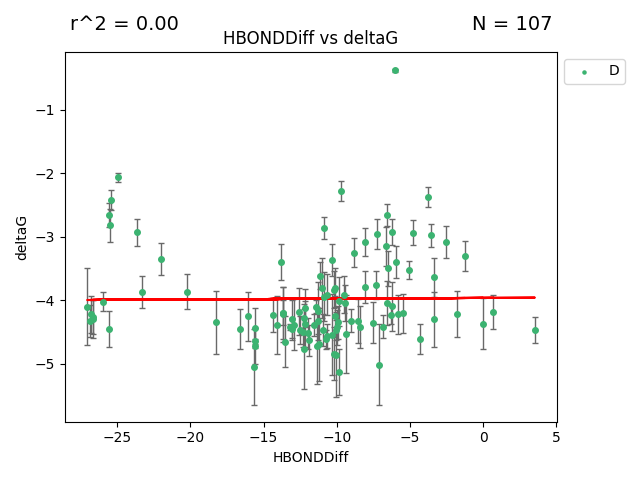 r^2 = 0.00
N = 107
HBONDDiff vs deltaG
D
deltaG
−1
−2
−3
−4
−5
−25
−20
−15
−10
−5
0
5
HBONDDiff